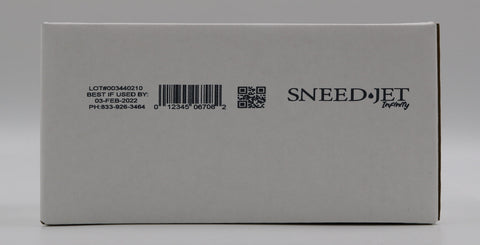 LOT#003440210
BEST IF USED BY:
03-FEB-2022
PH:833-926-3464
0 12345 06708 2
SNEED JET
Infinity